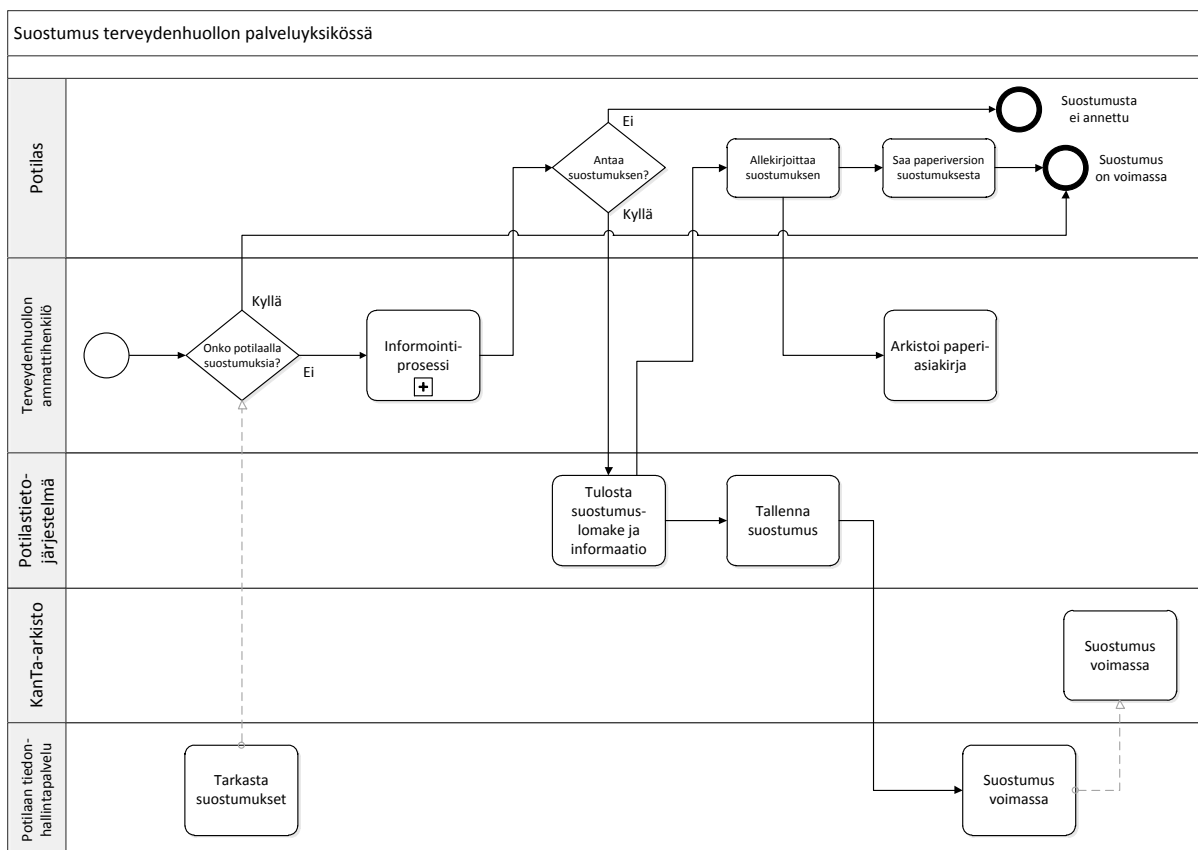 Suostumus terveydenhuollon palveluyksikössä
Potilas
Ei
Antaa
suostumuksen?
Kyllä
Allekirjoittaa
suostumuksen
Saa paperiversion
suostumuksesta
Suostumusta
ei annettu
Suostumus
on voimassa
Terveydenhuollon
ammattihenkilö
Kyllä
Onko potilaalla
suostumuksia?
Ei
Informointi-
prosessi
Arkistoi paperi-
asiakirja
Potilastieto-
järjestelmä
Tulosta
suostumus-
lomake ja
informaatio
Tallenna
suostumus
KanTa-arkisto
Suostumus
voimassa
Potilaan tiedon-
hallintapalvelu
Tarkasta
suostumukset
Suostumus
voimassa